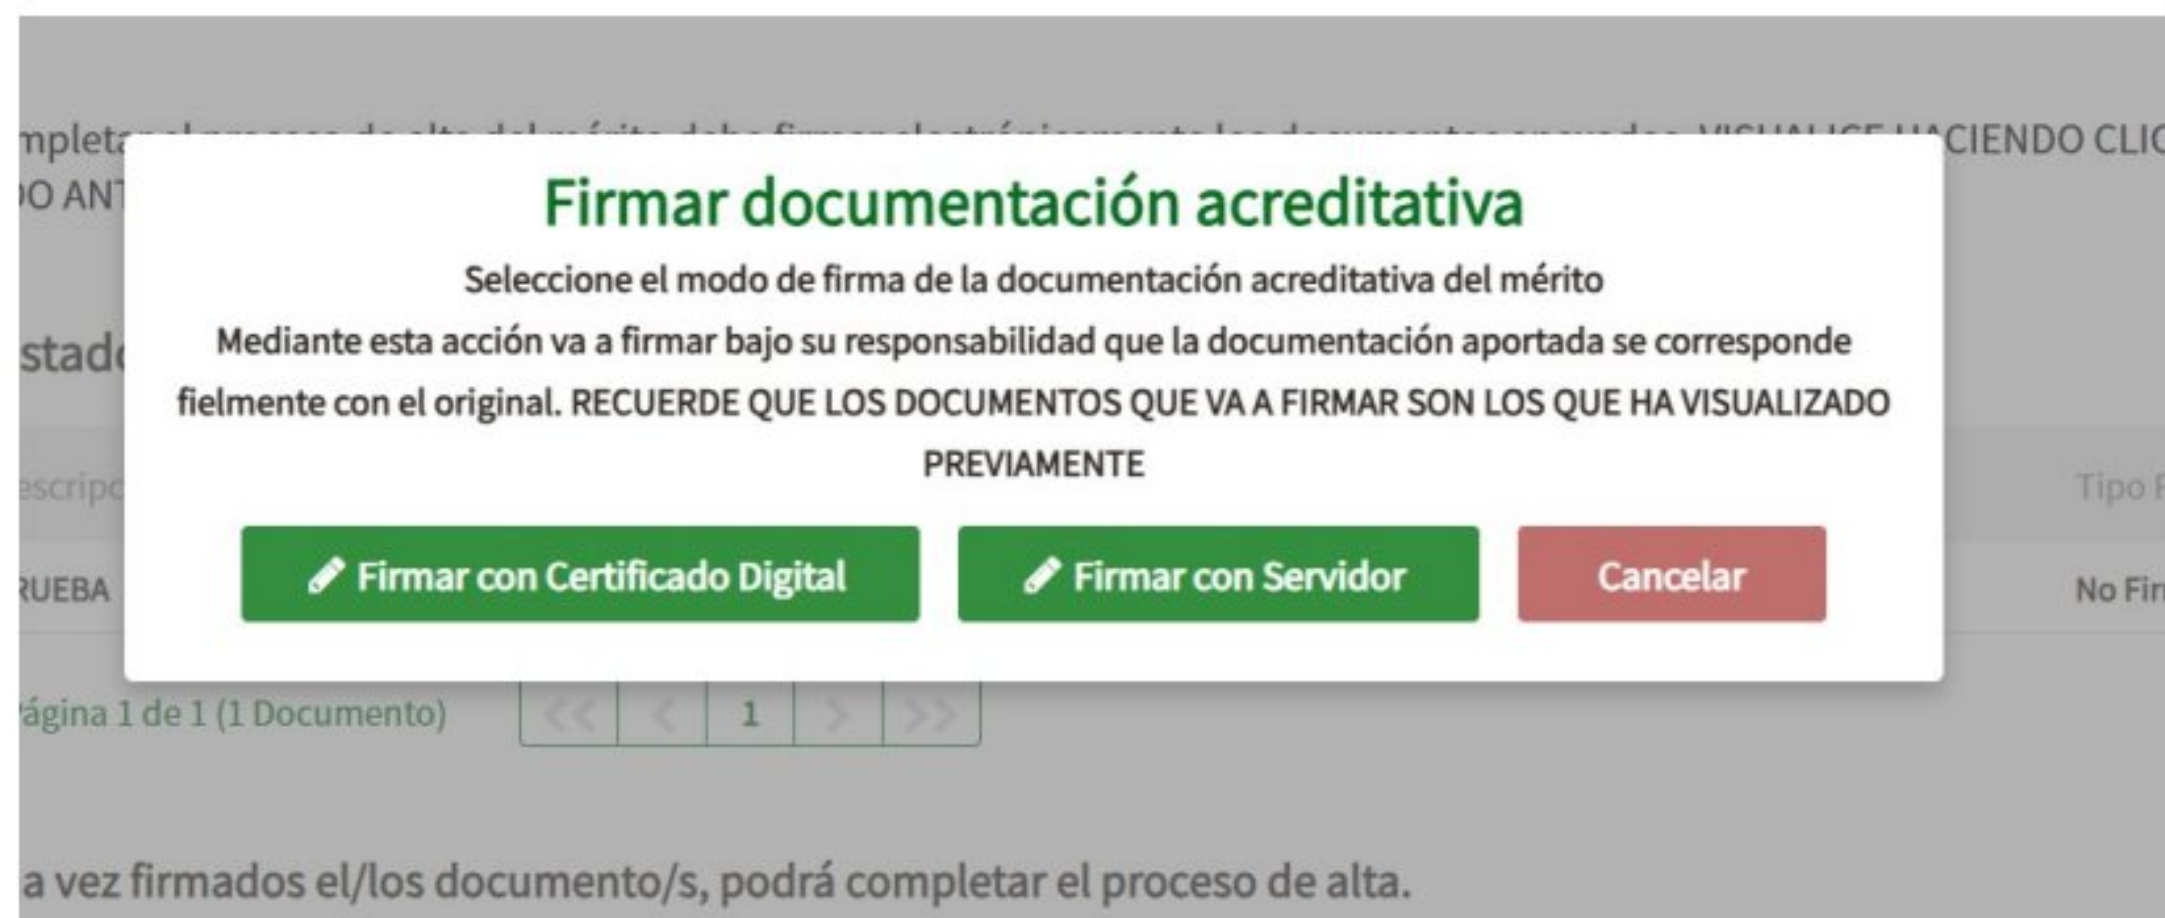 CIENDO CLIC
Firmar documentación acreditativa
Seleccione el modo de firma de la documentación acreditativa del mérito
Mediante esta acción va a firmar bajo su responsabilidad que la documentación aportada se corresponde
fielmente con el original. RECUERDE QUE LOS DOCUMENTOS QUE VA A FIRMAR SON LOS QUE HA VISUALIZADO
PREVIAMENTE
Tipo
RUEBA
Firmar con Certificado Digital
Firmar con Servidor
Cancelar
No Fir
ágina 1 de 1 (1 Documento)
<< < 1 > >>
a vez firmados el/los documento/s, podrá completar el proceso de alta.